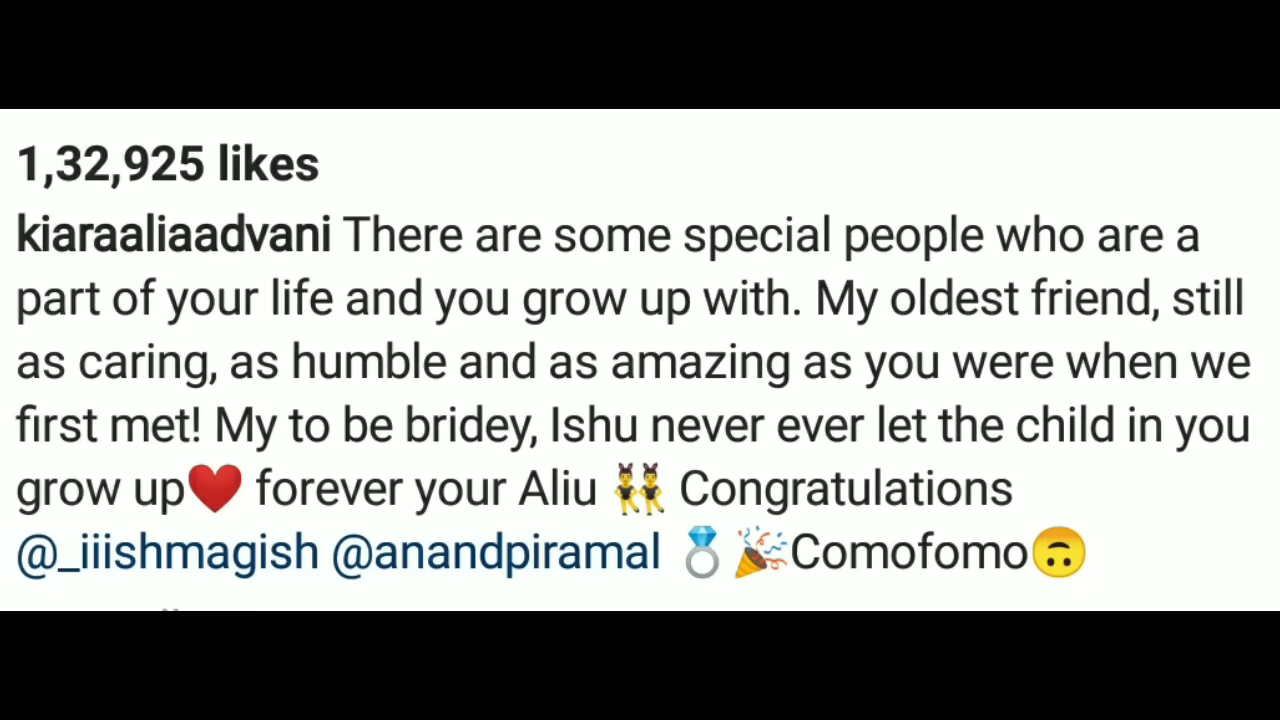 1,32,925 likes
kiaraaliaadvani There are some special people who are a
part of your life and you grow up with. My oldest friend, still
as caring, as humble and as amazing as you were when we
first met! My to be bridey, Ishu never ever let the child in you
grow up❤️ forever your Aliu 👯 Congratulations
@_iiishmagish @anandpiramal 💍🎉Comofomo🙃